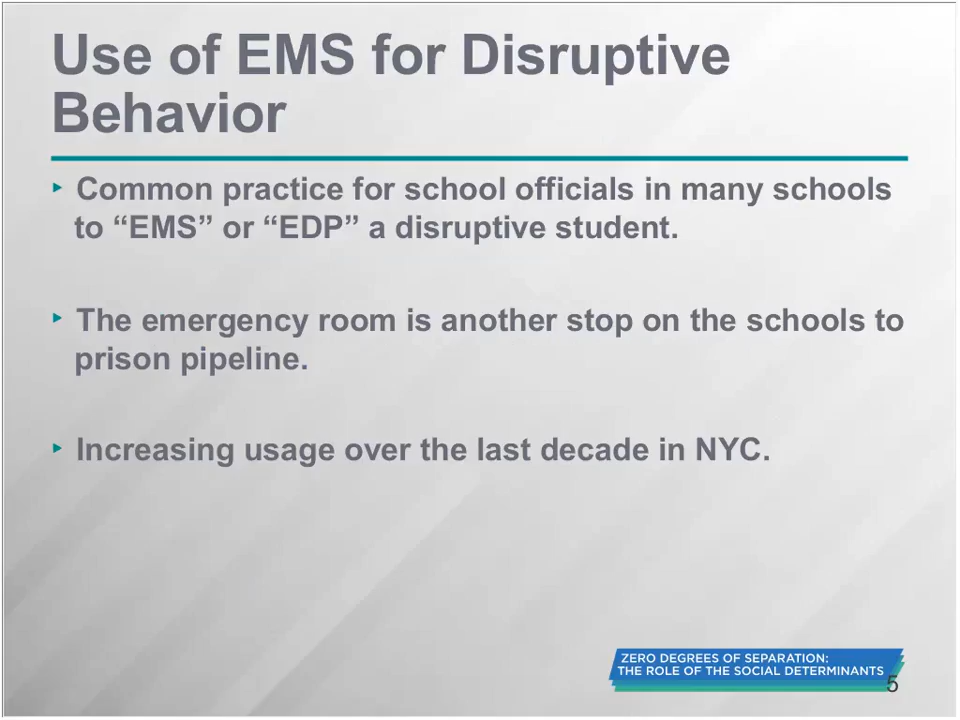 Use of EMS for Disruptive
Behavior
‣ Common practice for school officials in many schools
to “EMS” or “EDP” a disruptive student.
‣ The emergency room is another stop on the schools to
prison pipeline.
‣ Increasing usage over the last decade in NYC.
ZERO DEGREES OF SEPARATION:
THE ROLE OF THE SOCIAL DETERMINANTS
5